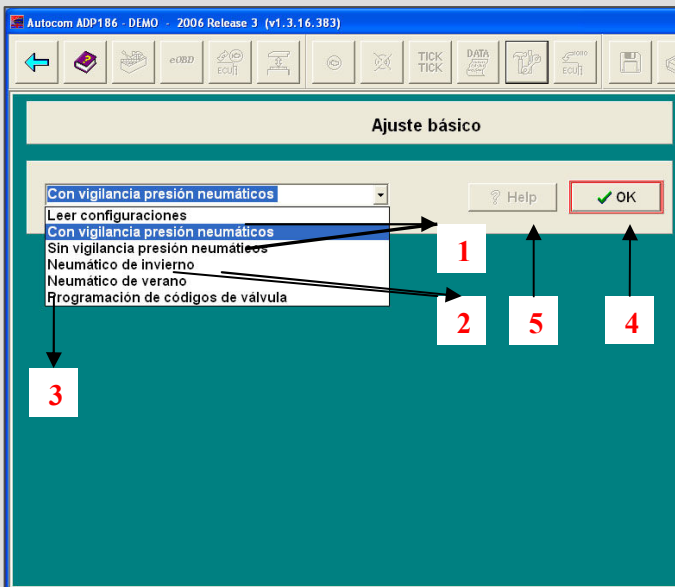 Autocom ADP186 - DEMO - 2006 Release 3 (v1.3.16.383)
eOBD ECU TICK TICK DATA ECU
Ajuste básico
Con vigilancia presión neumáticos ? Help OK
Leer configuraciones
Con vigilancia presión neumáticos
Sin vigilancia presión neumáticos
Neumático de invierno
Neumático de verano
Programación de códigos de válvula
1
2 5 4
3